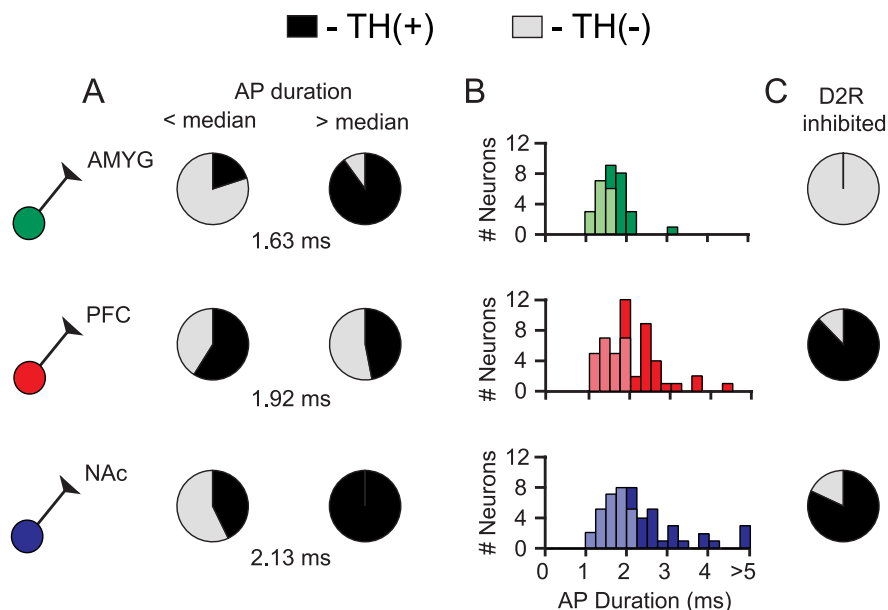 - TH(+) - TH(-)
A
AP duration
< median > median
AMYG
1.63 ms
PFC
1.92 ms
NAc
2.13 ms
B
# Neurons
12
8
4
0
# Neurons
12
8
4
0
# Neurons
12
8
4
0
0 1 2 3 4 >5
AP Duration (ms)
C
D2R
inhibited